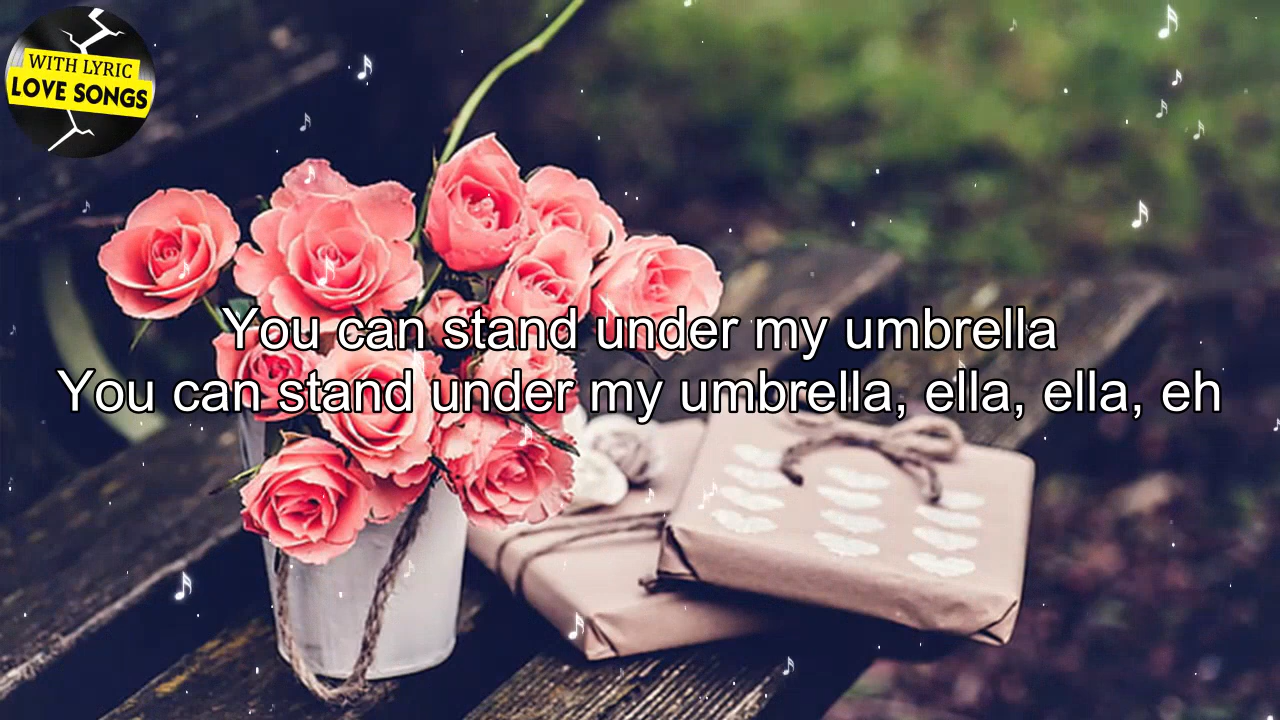 WITH LYRIC
LOVE SONGS
You can stand under my umbrella
You can stand under my umbrella, ella, ella, eh